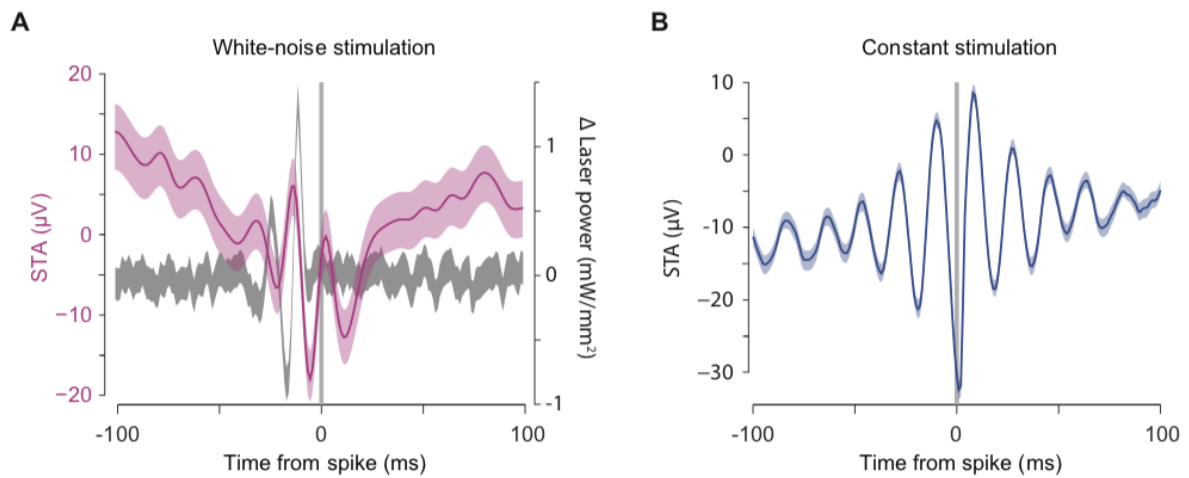 A
White-noise stimulation
20
10
0
−10
−20
STA (μV)
1
0
-1
Δ Laser power (mW/mm²)
-100
0
100
Time from spike (ms)
B
Constant stimulation
10
0
−10
−20
−30
STA (μV)
-100
0
100
Time from spike (ms)